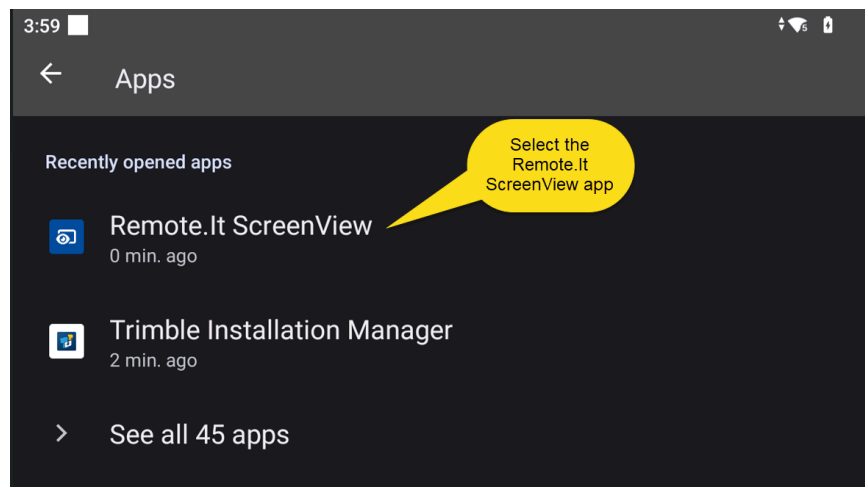 3:59
5
Apps
Recently opened apps
Select the
Remote.It
ScreenView app
Remote.It ScreenView
0 min. ago
Trimble Installation Manager
2 min. ago
See all 45 apps